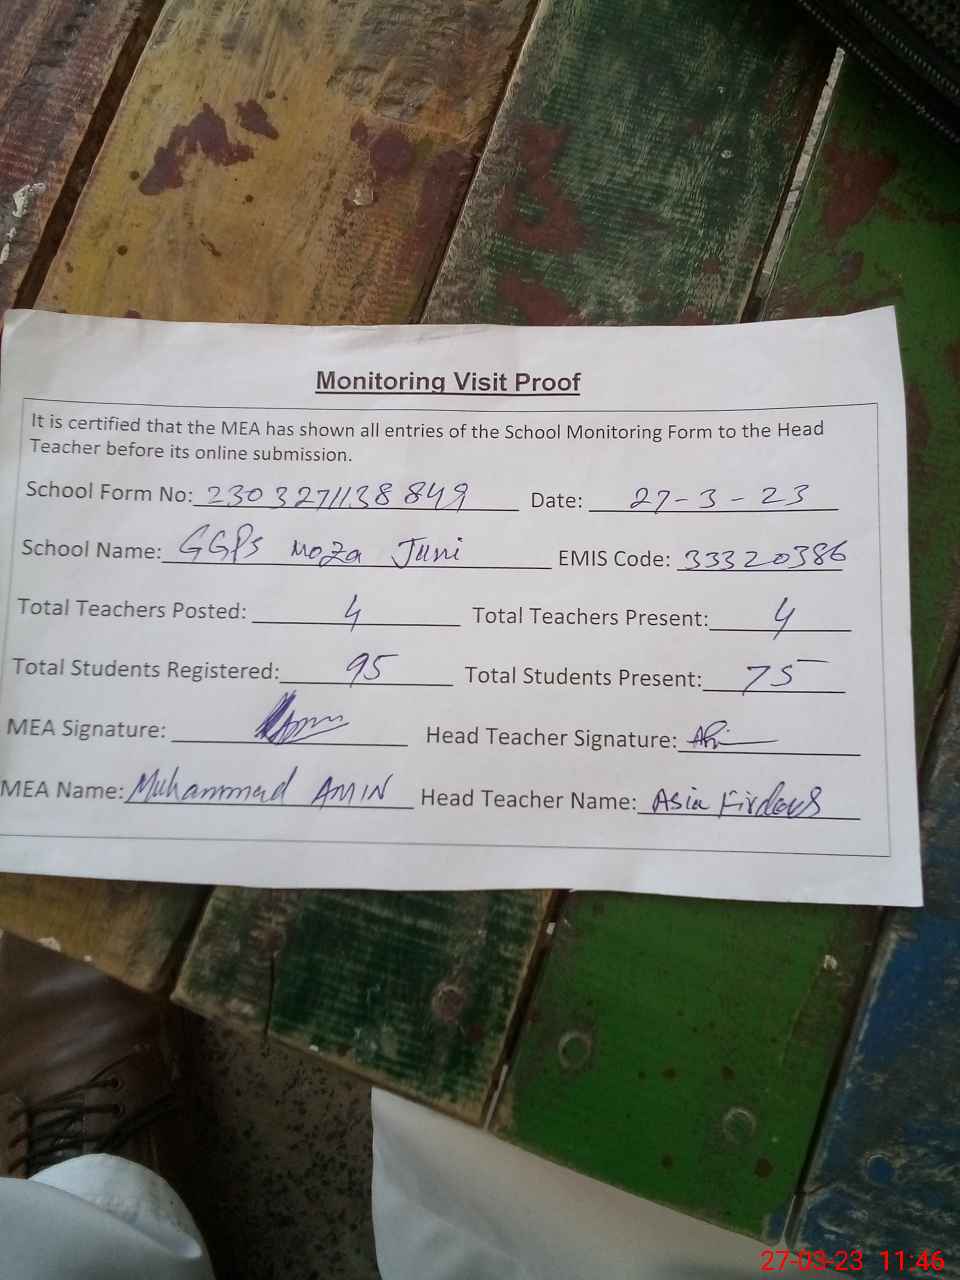 Monitoring Visit Proof
It is certified that the MEA has shown all entries of the School Monitoring Form to the Head
Teacher before its online submission.
School Form No: 2303271138849 Date: 27-3-23
School Name: GGPS Moza Juni EMIS Code: 33320386
Total Teachers Posted: 4 Total Teachers Present: 4
Total Students Registered: 95 Total Students Present: 75
MEA Signature: Head Teacher Signature:
MEA Name: Muhammad AMIN Head Teacher Name: Asia Firdous
27-03-23 11:46